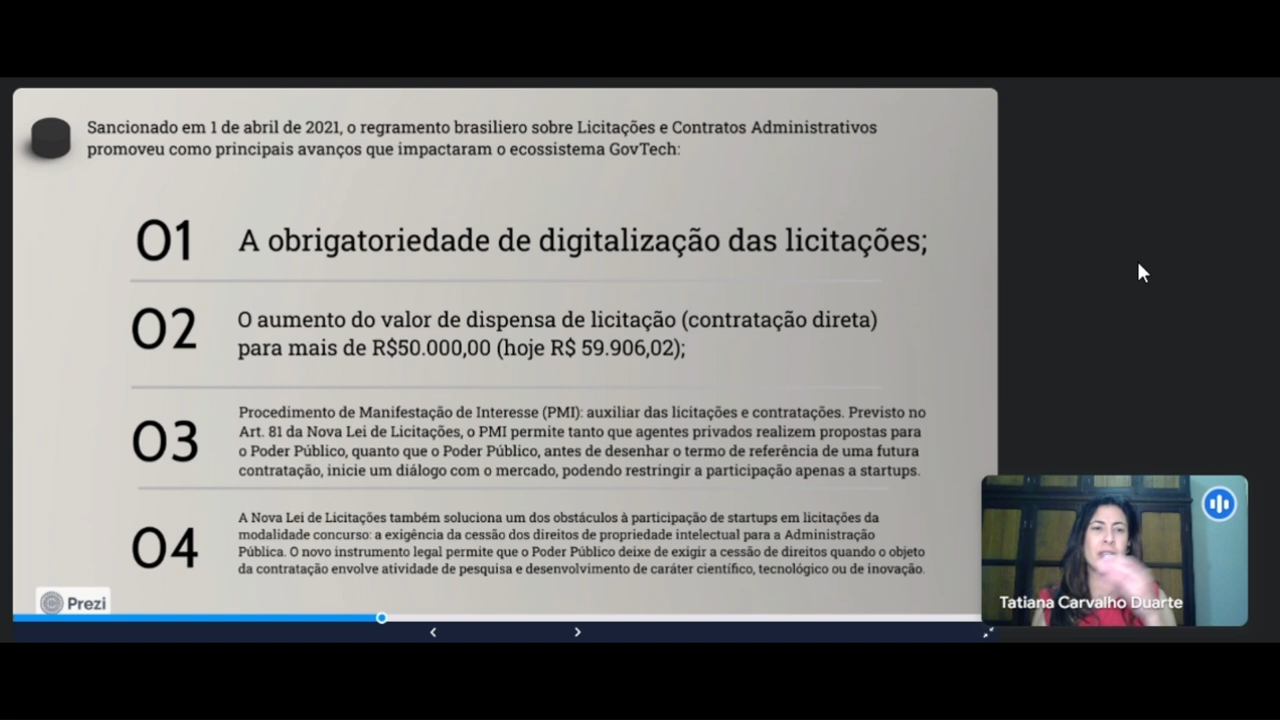 Sancionado em 1 de abril de 2021, o regramento brasiliero sobre Licitações e Contratos Administrativos
promoveu como principais avanços que impactaram o ecossistema GovTech:
01
A obrigatoriedade de digitalização das licitações;
02
O aumento do valor de dispensa de licitação (contratação direta)
para mais de R$50.000,00 (hoje R$ 59.906,02);
03
Procedimento de Manifestação de Interesse (PMI): auxiliar das licitações e contratações. Previsto no
Art. 81 da Nova Lei de Licitações, o PMI permite tanto que agentes privados realizem propostas para
o Poder Público, quanto que o Poder Público, antes de desenhar o termo de referência de uma futura
contratação, inicie um diálogo com o mercado, podendo restringir a participação apenas a startups.
04
A Nova Lei de Licitações também soluciona um dos obstáculos à participação de startups em licitações da
modalidade concurso: a exigência da cessão dos direitos de propriedade intelectual para a Administração
Pública. O novo instrumento legal permite que o Poder Público deixe de exigir a cessão de direitos quando o objeto
da contratação envolve atividade de pesquisa e desenvolvimento de caráter científico, tecnológico ou de inovação.
Prezi
Tatiana Carvalho Duarte